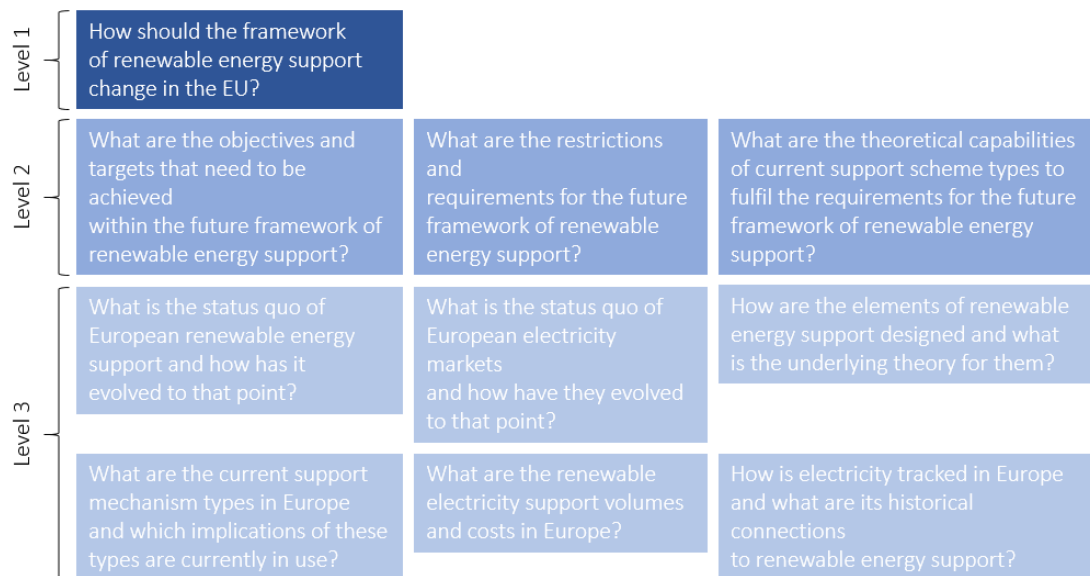 Level 1
How should the framework
of renewable energy support
change in the EU?
Level 2
What are the objectives and
targets that need to be
achieved
within the future framework of
renewable energy support?
What are the restrictions
and
requirements for the future
framework of renewable
energy support?
What are the theoretical capabilities
of current support scheme types to
fulfil the requirements for the future
framework of renewable energy
support?
Level 3
What is the status quo of
European renewable energy
support and how has it
evolved to that point?
What is the status quo of
European electricity
markets
and how have they evolved
to that point?
How are the elements of renewable
energy support designed and what
is the underlying theory for them?
What are the current support
mechanism types in Europe
and which implications of these
types are currently in use?
What are the renewable
electricity support volumes
and costs in Europe?
How is electricity tracked in Europe
and what are its historical
connections
to renewable energy support?